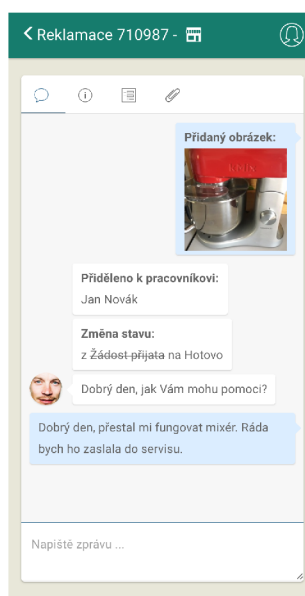 Reklamace 710987 -
Přidaný obrázek:
Přiděleno k pracovníkovi:
Jan Novák
Změna stavu:
z Žádost přijata na Hotovo
Dobrý den, jak Vám mohu pomoci?
Dobrý den, přestal mi fungovat mixér. Ráda
bych ho zaslala do servisu.
Napiště zprávu ...